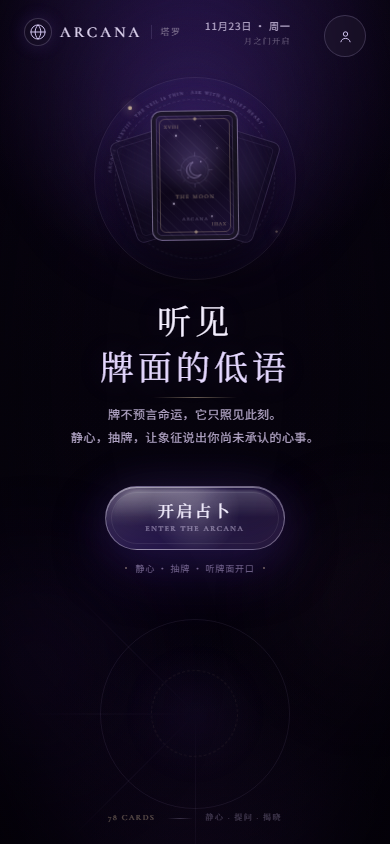 ARCANA
塔罗
11月23日 · 周一
月之门开启
XVIII
THE MOON
ARCANA
XVIII
听见
牌面的低语
牌不预言命运，它只照见此刻。
静心，抽牌，让象征说出你尚未承认的心事。
开启占卜
ENTER THE ARCANA
· 静心 · 抽牌 · 听牌面开口 ·
78 CARDS
静心 · 提问 · 揭晓